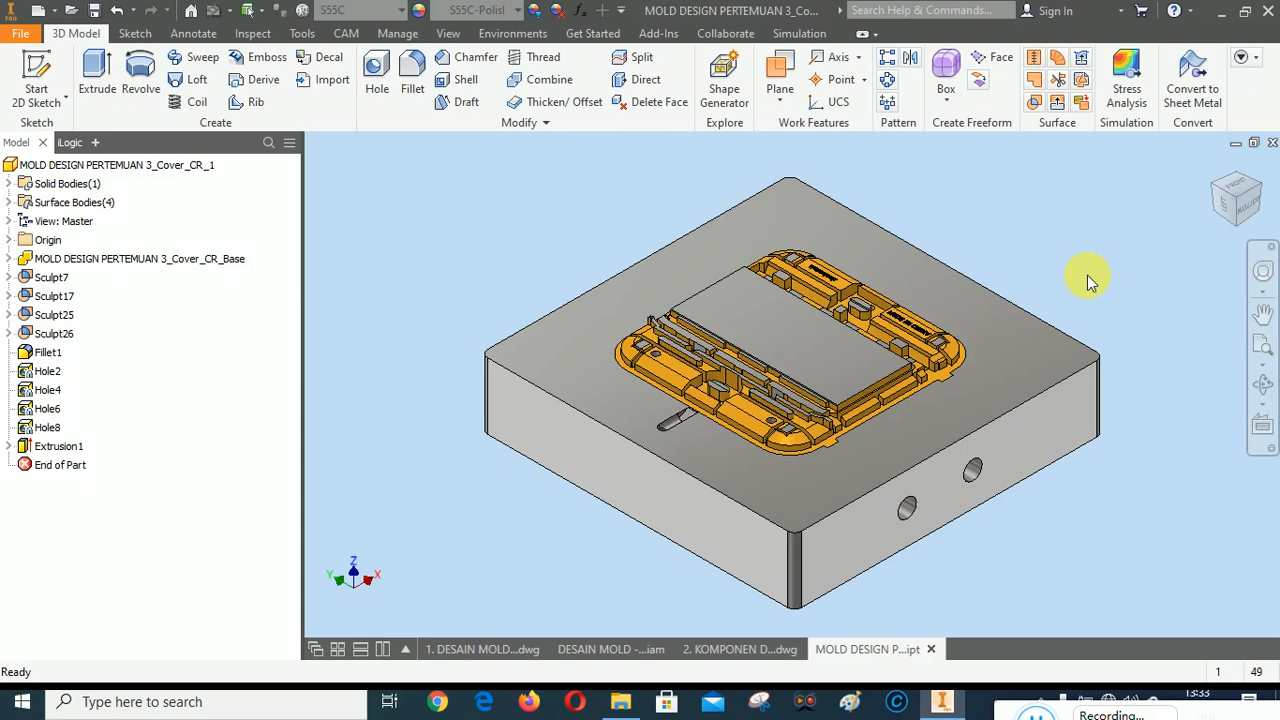 PRO
S55C
S55C-Polisl
MOLD DESIGN PERTEMUAN 3_Co...
Search Help & Commands...
Sign In
File
3D Model
Sketch
Annotate
Inspect
Tools
CAM
Manage
View
Environments
Get Started
Add-Ins
Collaborate
Simulation
Start
2D Sketch
Sketch
Extrude
Revolve
Sweep
Loft
Coil
Emboss
Derive
Rib
Decal
Import
Create
Hole
Fillet
Chamfer
Shell
Draft
Thread
Combine
Thicken/ Offset
Split
Direct
Delete Face
Modify
Shape
Generator
Explore
Plane
Axis
Point
UCS
Work Features
Pattern
Box
Face
Create Freeform
Surface
Stress
Analysis
Simulation
Convert to
Sheet Metal
Convert
Model
iLogic
MOLD DESIGN PERTEMUAN 3_Cover_CR_1
Solid Bodies(1)
Surface Bodies(4)
View: Master
Origin
MOLD DESIGN PERTEMUAN 3_Cover_CR_Base
Sculpt7
Sculpt17
Sculpt25
Sculpt26
Fillet1
Hole2
Hole4
Hole6
Hole8
Extrusion1
End of Part
FRONT
Z
Y
X
1. DESAIN MOLD...dwg
DESAIN MOLD -...iam
2. KOMPONEN D...dwg
MOLD DESIGN P...ipt
Ready
1
49
Type here to search
13:33
Recording...